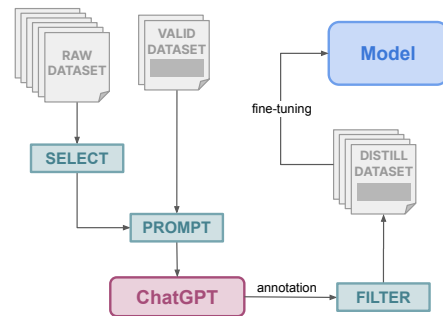 RAW
DATASET
VALID
DATASET
Model
fine-tuning
SELECT
DISTILL
DATASET
PROMPT
ChatGPT
annotation
FILTER